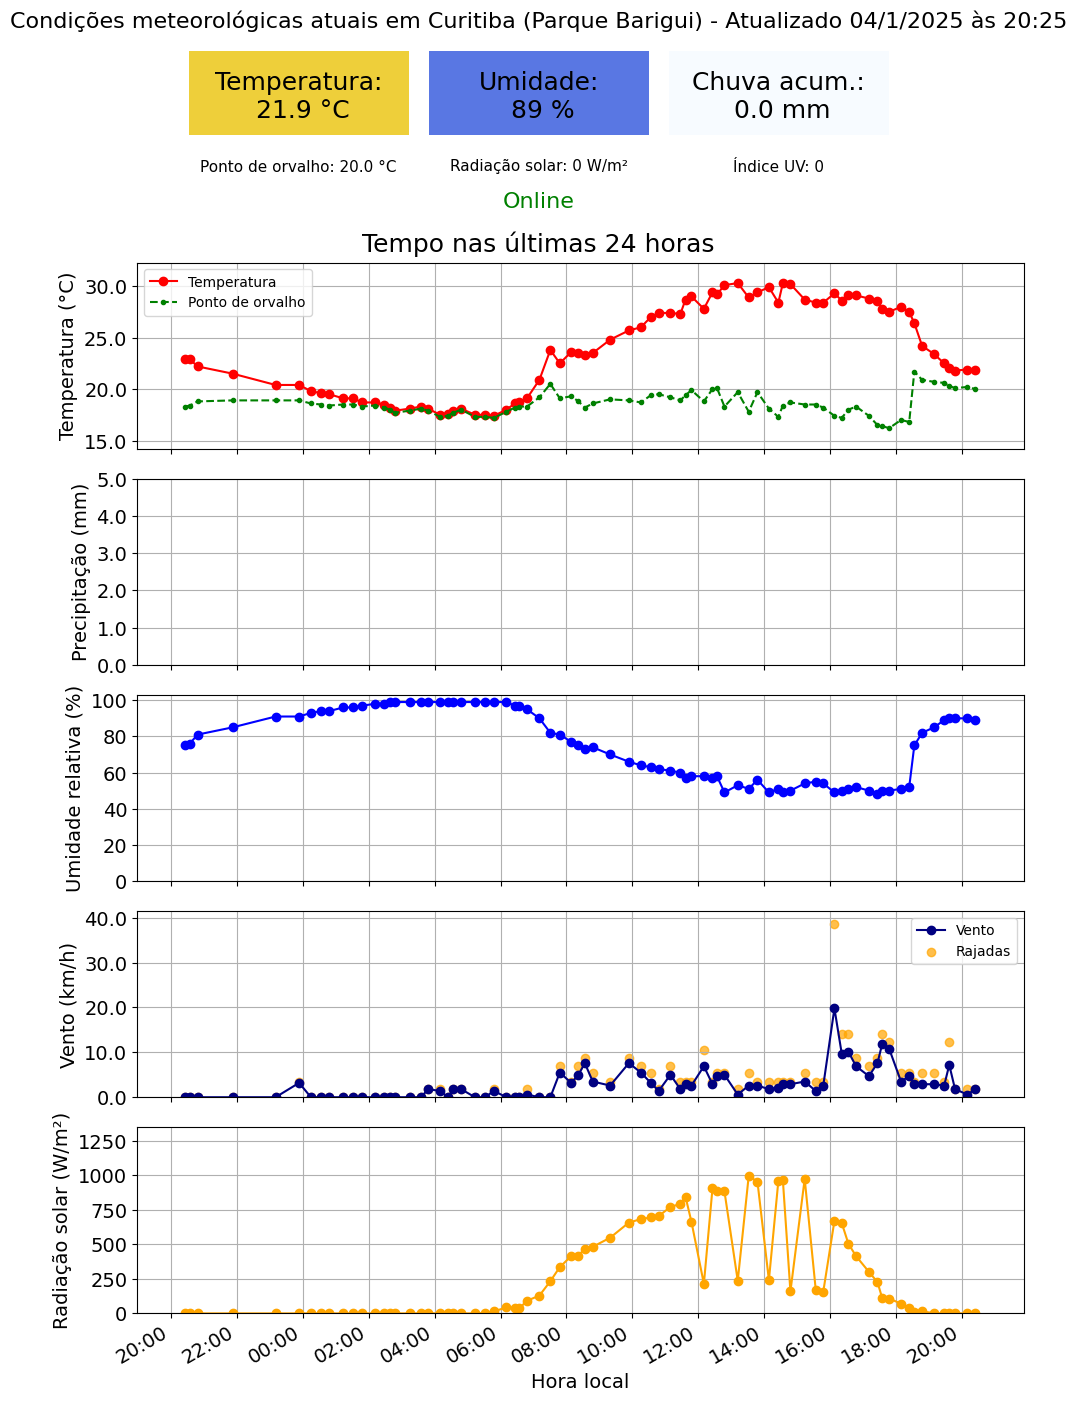 Condições meteorológicas atuais em Curitiba (Parque Barigui) - Atualizado 04/1/2025 às 20:25
Temperatura:
21.9 °C
Umidade:
89 %
Chuva acum.:
0.0 mm
Ponto de orvalho: 20.0 °C
Radiação solar: 0 W/m²
Índice UV: 0
Online
Tempo nas últimas 24 horas
Temperatura (°C)
30.0
25.0
20.0
15.0
Temperatura
Ponto de orvalho
Precipitação (mm)
5.0
4.0
3.0
2.0
1.0
0.0
Umidade relativa (%)
100
80
60
40
20
0
Vento (km/h)
40.0
30.0
20.0
10.0
0.0
Vento
Rajadas
Radiação solar (W/m²)
1250
1000
750
500
250
0
20:00
22:00
00:00
02:00
04:00
06:00
08:00
10:00
12:00
14:00
16:00
18:00
20:00
Hora local